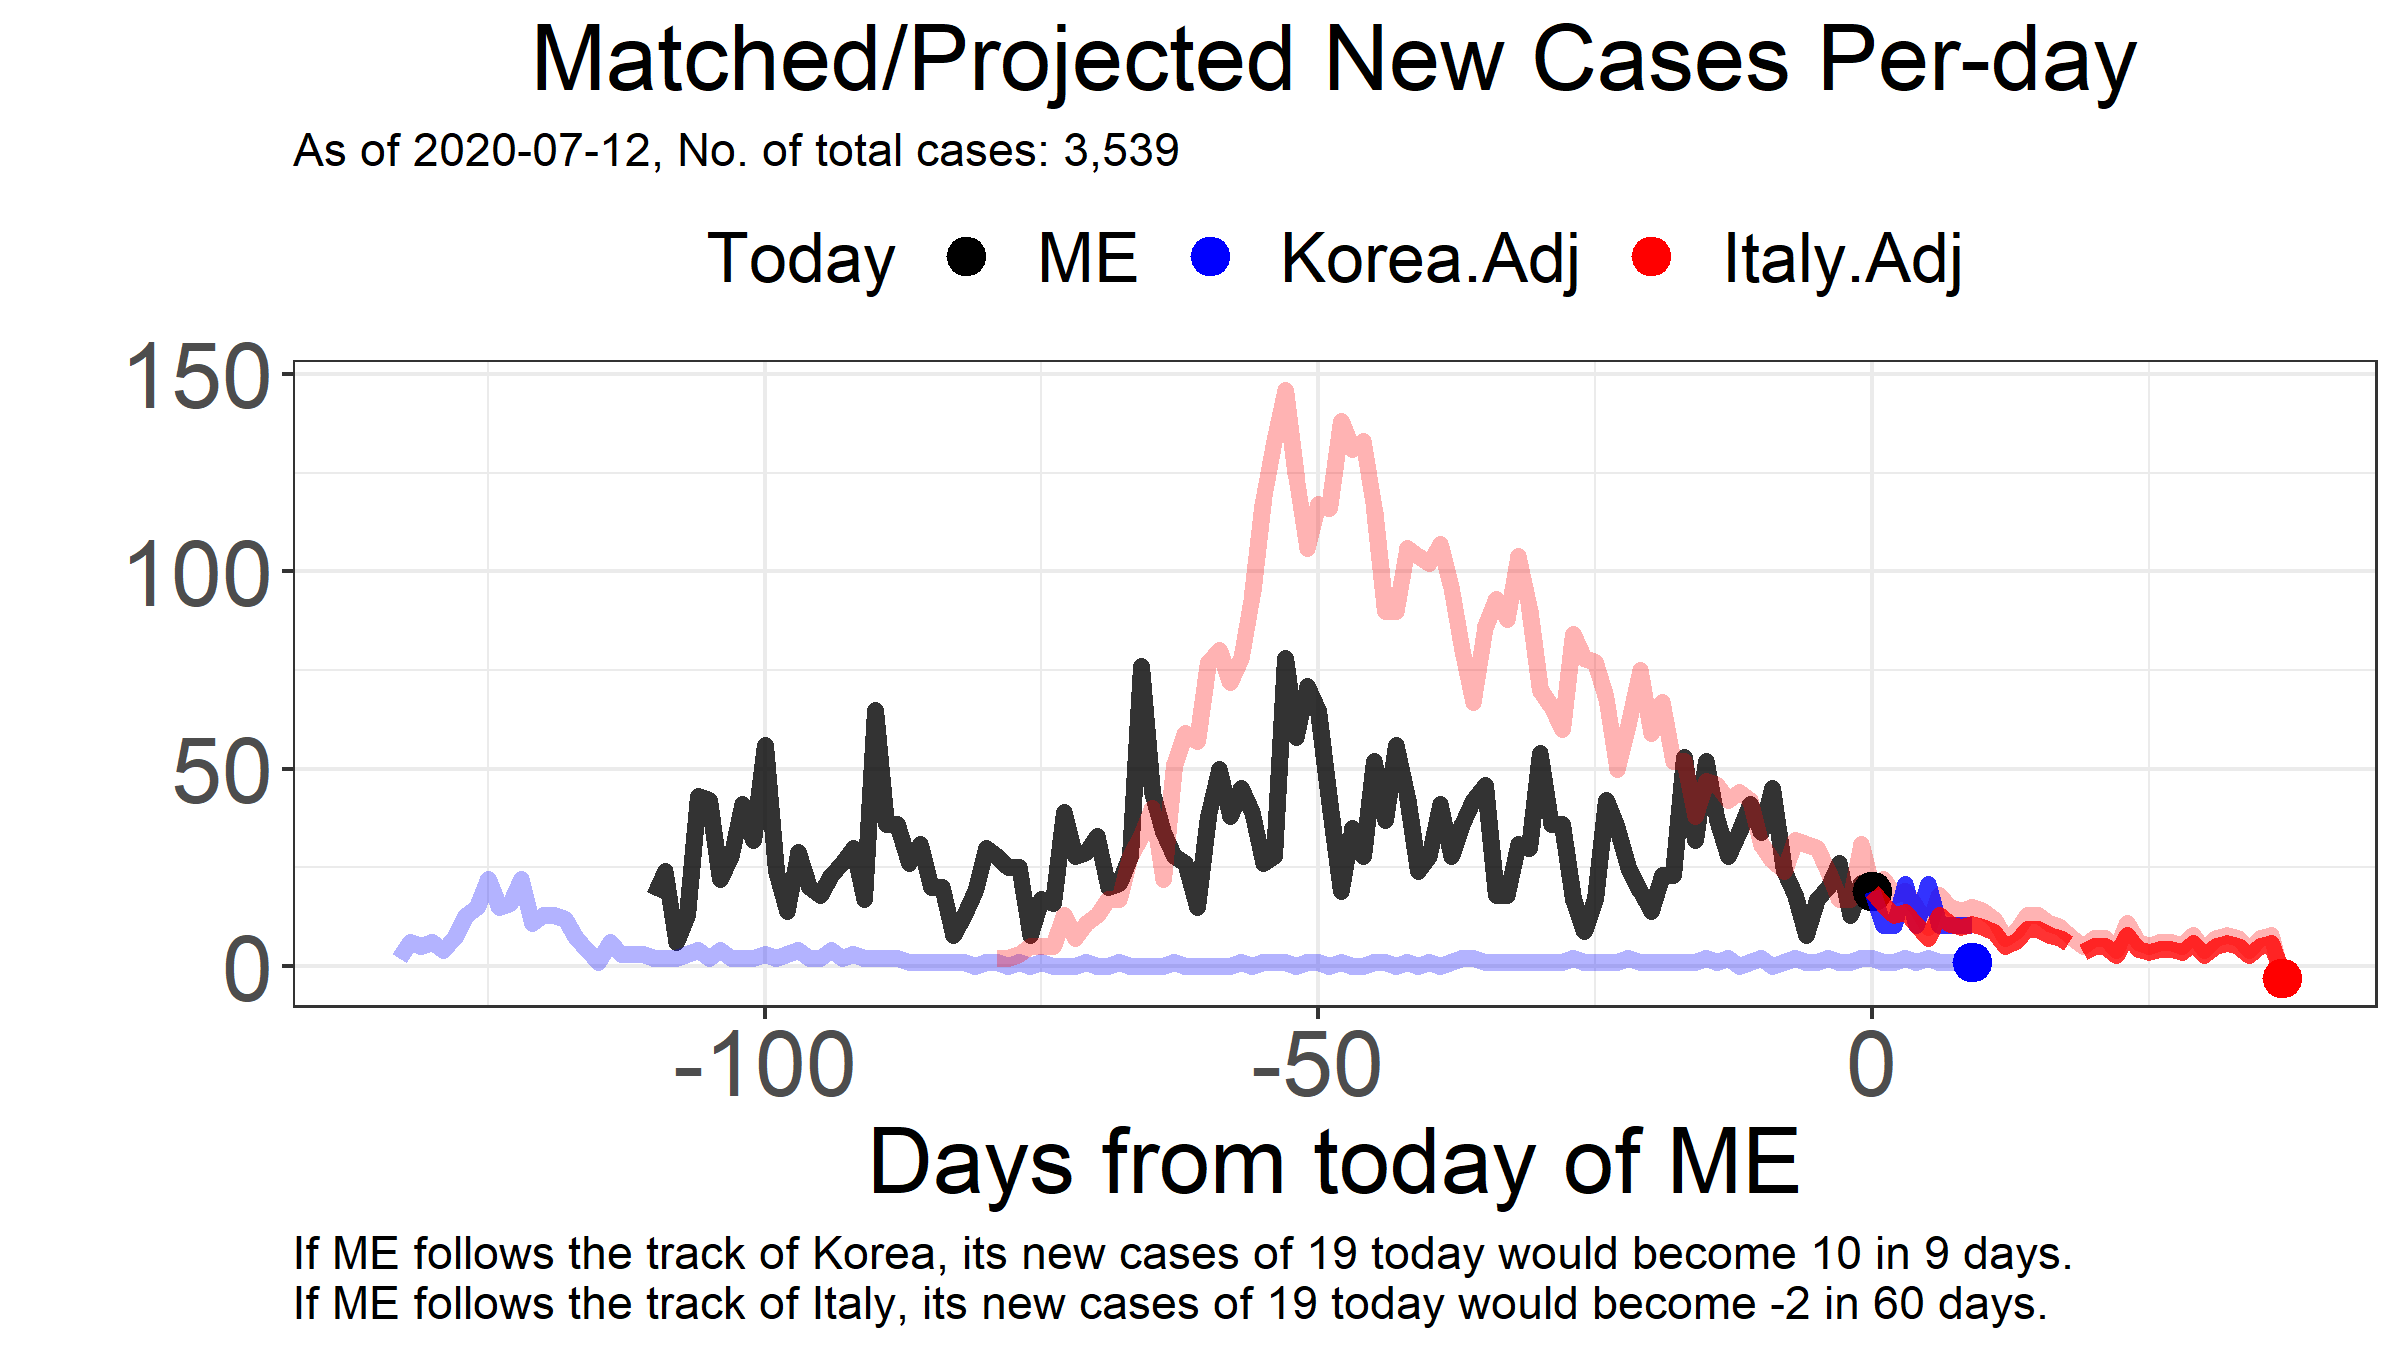 Matched/Projected New Cases Per-day
As of 2020-07-12, No. of total cases: 3,539
Today ME Korea.Adj Italy.Adj
150
100
50
0
-100 -50 0
Days from today of ME
If ME follows the track of Korea, its new cases of 19 today would become 10 in 9 days.
If ME follows the track of Italy, its new cases of 19 today would become -2 in 60 days.